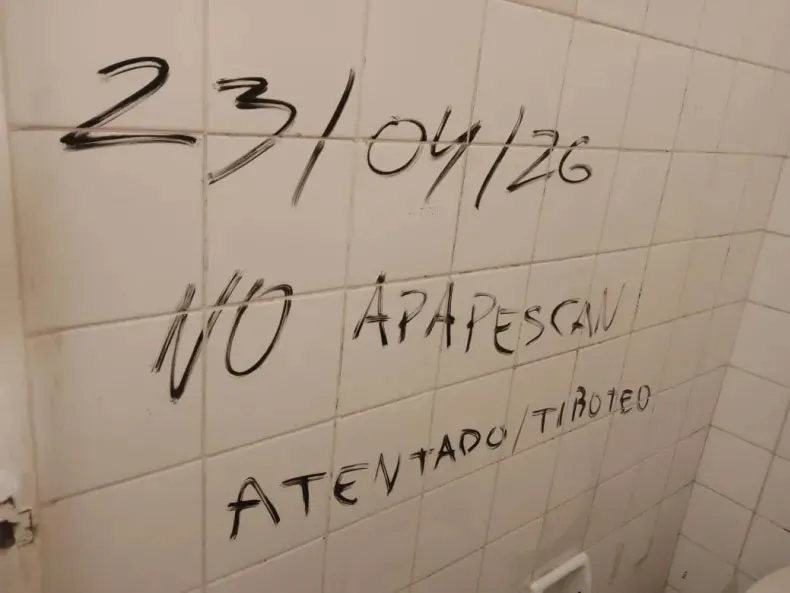 23/04/26
NO APAPESCAN
ATENTADO/TIROTEO